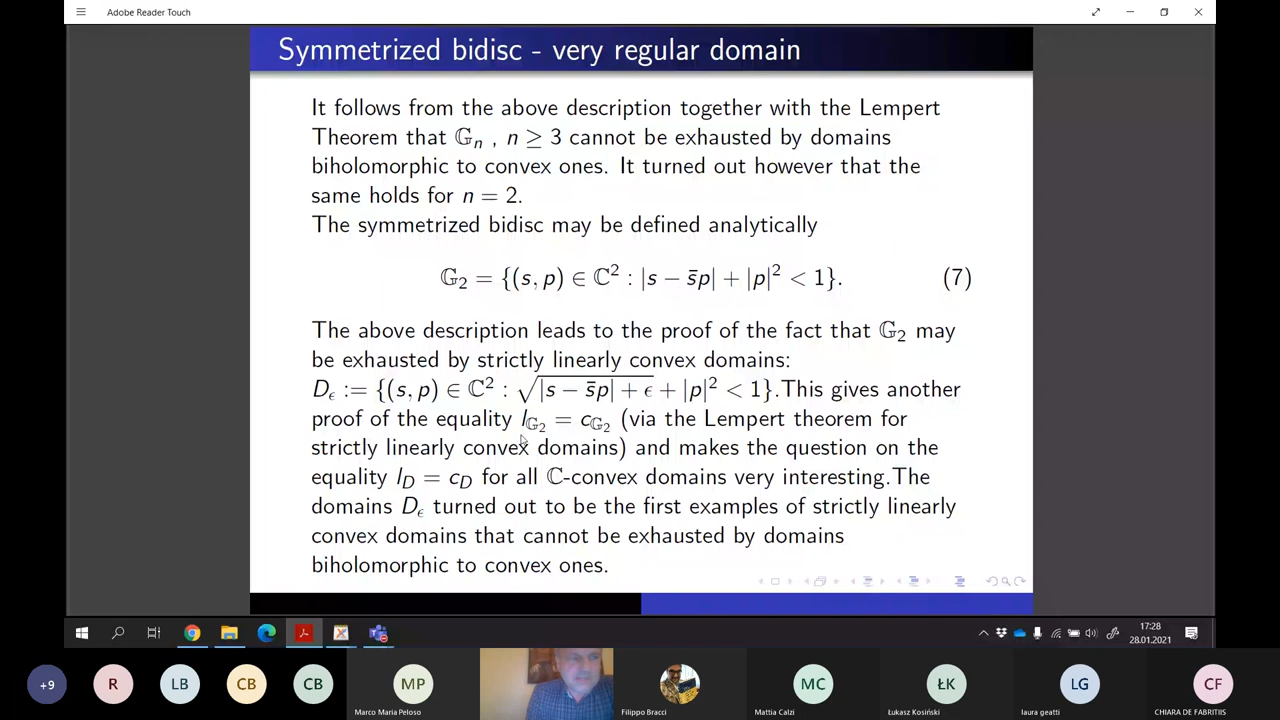 Adobe Reader Touch
Symmetrized bidisc - very regular domain
It follows from the above description together with the Lempert
Theorem that 𝔾ₙ , n ≥ 3 cannot be exhausted by domains
biholomorphic to convex ones. It turned out however that the
same holds for n = 2.
The symmetrized bidisc may be defined analytically
𝔾₂ = {(s, p) ∈ ℂ² : |s − s̄p| + |p|² < 1}. (7)
The above description leads to the proof of the fact that 𝔾₂ may
be exhausted by strictly linearly convex domains:
D_ϵ := {(s, p) ∈ ℂ² : √(|s − s̄p| + ϵ) + |p|² < 1}.This gives another
proof of the equality l_𝔾₂ = c_𝔾₂ (via the Lempert theorem for
strictly linearly convex domains) and makes the question on the
equality l_D = c_D for all ℂ-convex domains very interesting.The
domains D_ϵ turned out to be the first examples of strictly linearly
convex domains that cannot be exhausted by domains
biholomorphic to convex ones.
17:28
28.01.2021
+9
R
LB
CB
CB
MP
MC
ŁK
LG
CF
Marco Maria Peloso
Filippo Bracci
Mattia Calzi
Łukasz Kosiński
laura geatti
CHIARA DE FABRITIIS